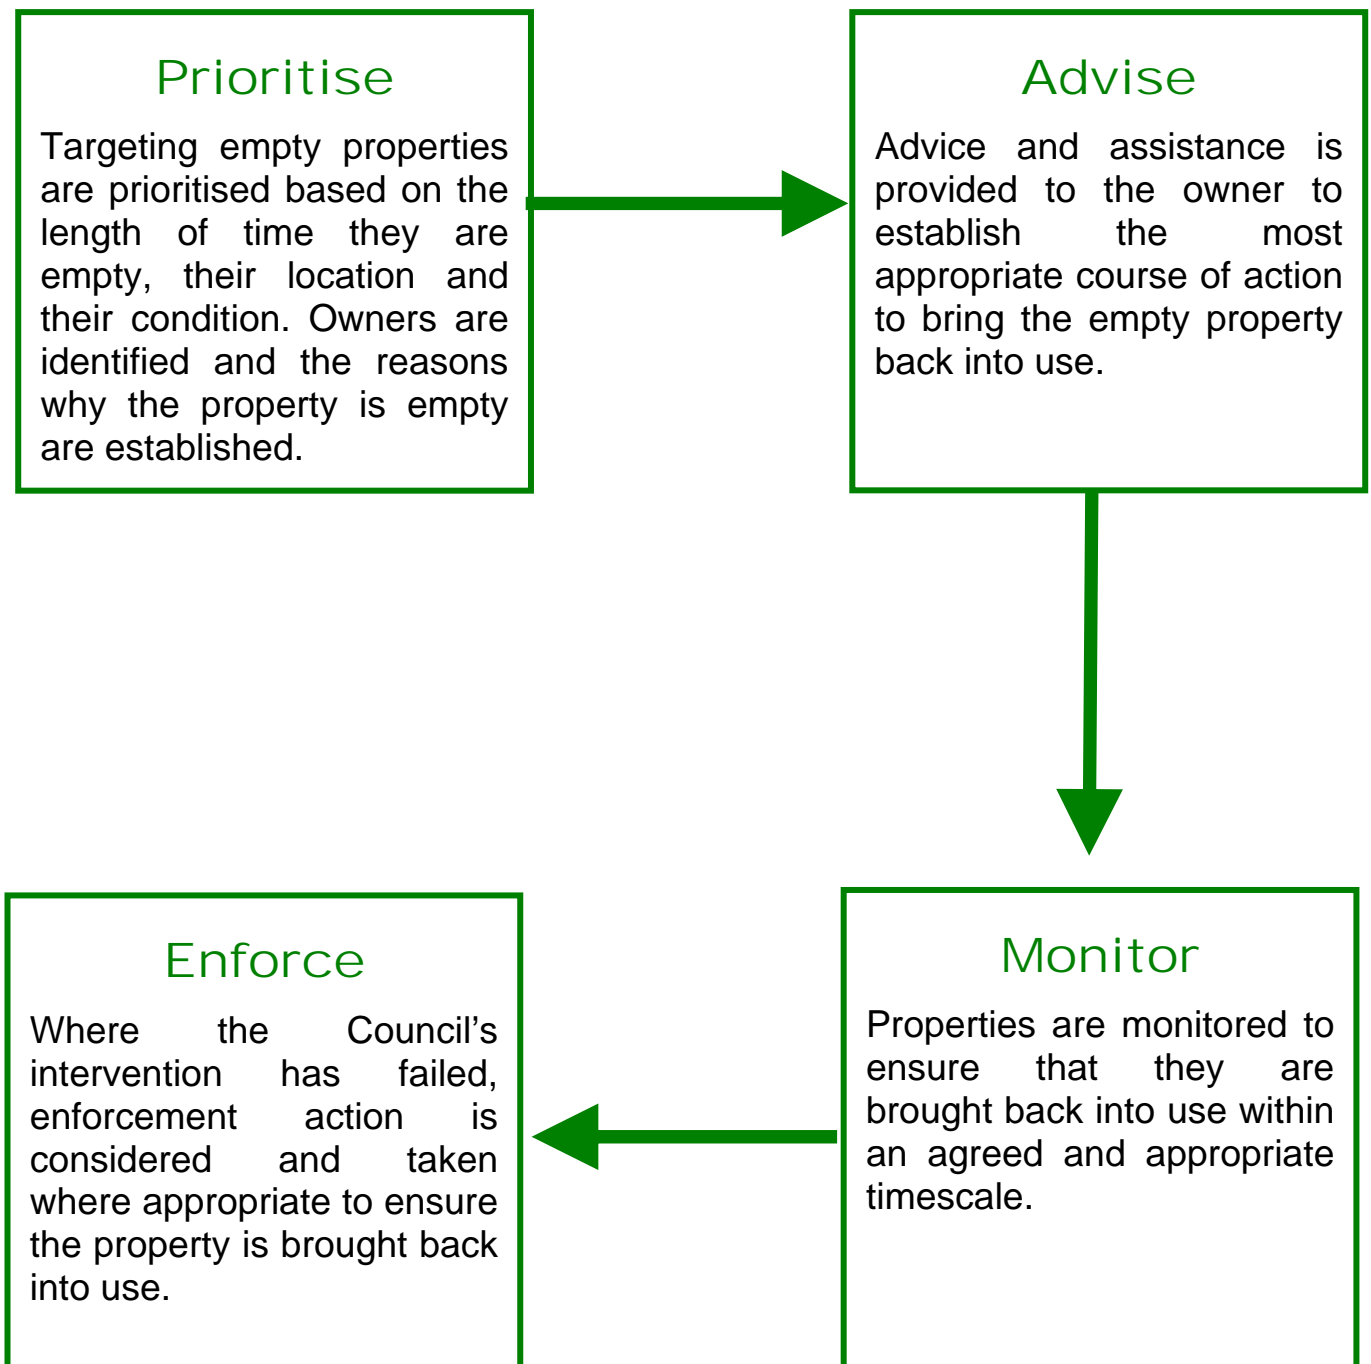 Prioritise
Targeting empty properties
are prioritised based on the
length of time they are
empty, their location and
their condition. Owners are
identified and the reasons
why the property is empty
are established.
Advise
Advice and assistance is
provided to the owner to
establish the most
appropriate course of action
to bring the empty property
back into use.
Monitor
Properties are monitored to
ensure that they are
brought back into use within
an agreed and appropriate
timescale.
Enforce
Where the Council’s
intervention has failed,
enforcement action is
considered and taken
where appropriate to ensure
the property is brought back
into use.